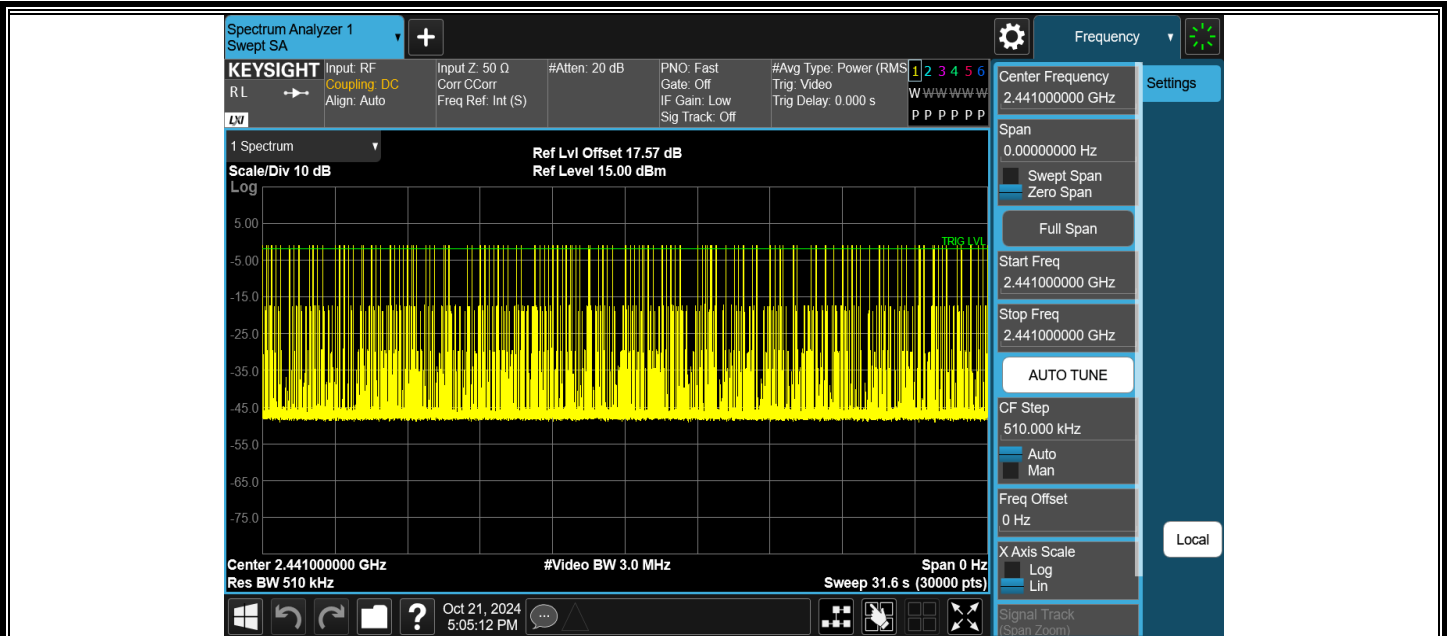 Spectrum Analyzer 1
Swept SA
Frequency
KEYSIGHT
RL
LXI
Input: RF
Coupling: DC
Align: Auto
Input Z: 50 Ω
Corr CCorr
Freq Ref: Int (S)
#Atten: 20 dB
PNO: Fast
Gate: Off
IF Gain: Low
Sig Track: Off
#Avg Type: Power (RMS
Trig: Video
Trig Delay: 0.000 s
1 2 3 4 5 6
W W W W W W
P P P P P P
Center Frequency
2.441000000 GHz
Settings
Span
0.00000000 Hz
Swept Span
Zero Span
Full Span
Start Freq
2.441000000 GHz
Stop Freq
2.441000000 GHz
AUTO TUNE
CF Step
510.000 kHz
Auto
Man
Freq Offset
0 Hz
X Axis Scale
Log
Lin
Signal Track
(Span Zoom)
Local
1 Spectrum
Scale/Div 10 dB
Ref Lvl Offset 17.57 dB
Ref Level 15.00 dBm
Log
5.00
TRIG LVL
-5.00
-15.0
-25.0
-35.0
-45.0
-55.0
-65.0
-75.0
Center 2.441000000 GHz
Res BW 510 kHz
#Video BW 3.0 MHz
Span 0 Hz
Sweep 31.6 s (30000 pts)
?
Oct 21, 2024
5:05:12 PM